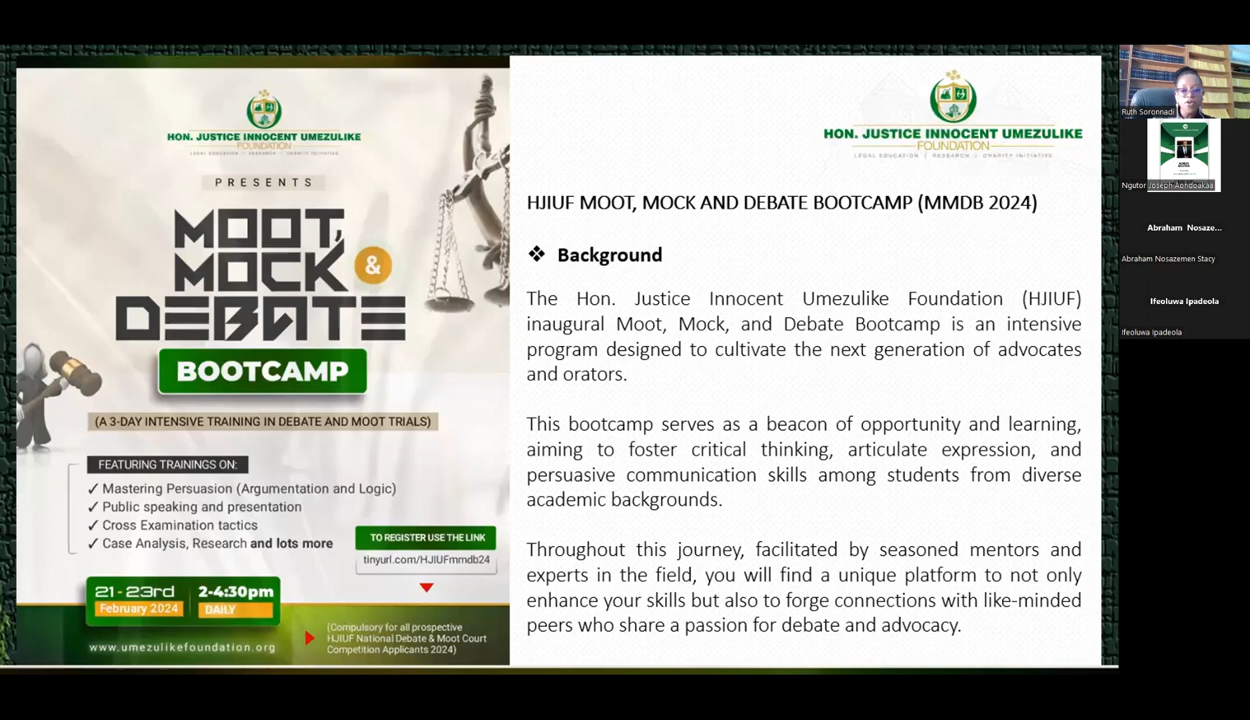 HON. JUSTICE INNOCENT UMEZULIKE
FOUNDATION
LEGAL EDUCATION | RESEARCH | CHARITY INITIATIVE
PRESENTS
MOOT,
MOCK &
DEBATE
BOOTCAMP
(A 3-DAY INTENSIVE TRAINING IN DEBATE AND MOOT TRIALS)
FEATURING TRAININGS ON:
✓ Mastering Persuasion (Argumentation and Logic)
✓ Public speaking and presentation
✓ Cross Examination tactics
✓ Case Analysis, Research and lots more
TO REGISTER USE THE LINK
tinyurl.com/HJIUFmmdb24
21-23rd
February 2024
2-4:30pm
DAILY
www.umezulikefoundation.org
(Compulsory for all prospective
HJIUF National Debate & Moot Court
Competition Applicants 2024)
HON. JUSTICE INNOCENT UMEZULIKE
FOUNDATION
LEGAL EDUCATION | RESEARCH | CHARITY INITIATIVE
HJIUF MOOT, MOCK AND DEBATE BOOTCAMP (MMDB 2024)
❖ Background
The Hon. Justice Innocent Umezulike Foundation (HJIUF)
inaugural Moot, Mock, and Debate Bootcamp is an intensive
program designed to cultivate the next generation of advocates
and orators.
This bootcamp serves as a beacon of opportunity and learning,
aiming to foster critical thinking, articulate expression, and
persuasive communication skills among students from diverse
academic backgrounds.
Throughout this journey, facilitated by seasoned mentors and
experts in the field, you will find a unique platform to not only
enhance your skills but also to forge connections with like-minded
peers who share a passion for debate and advocacy.
Ruth Soronnadi
Ngutor Joseph Aondoakaa
Abraham Nosaze...
Abraham Nosazemen Stacy
Ifeoluwa Ipadeola
Ifeoluwa Ipadeola